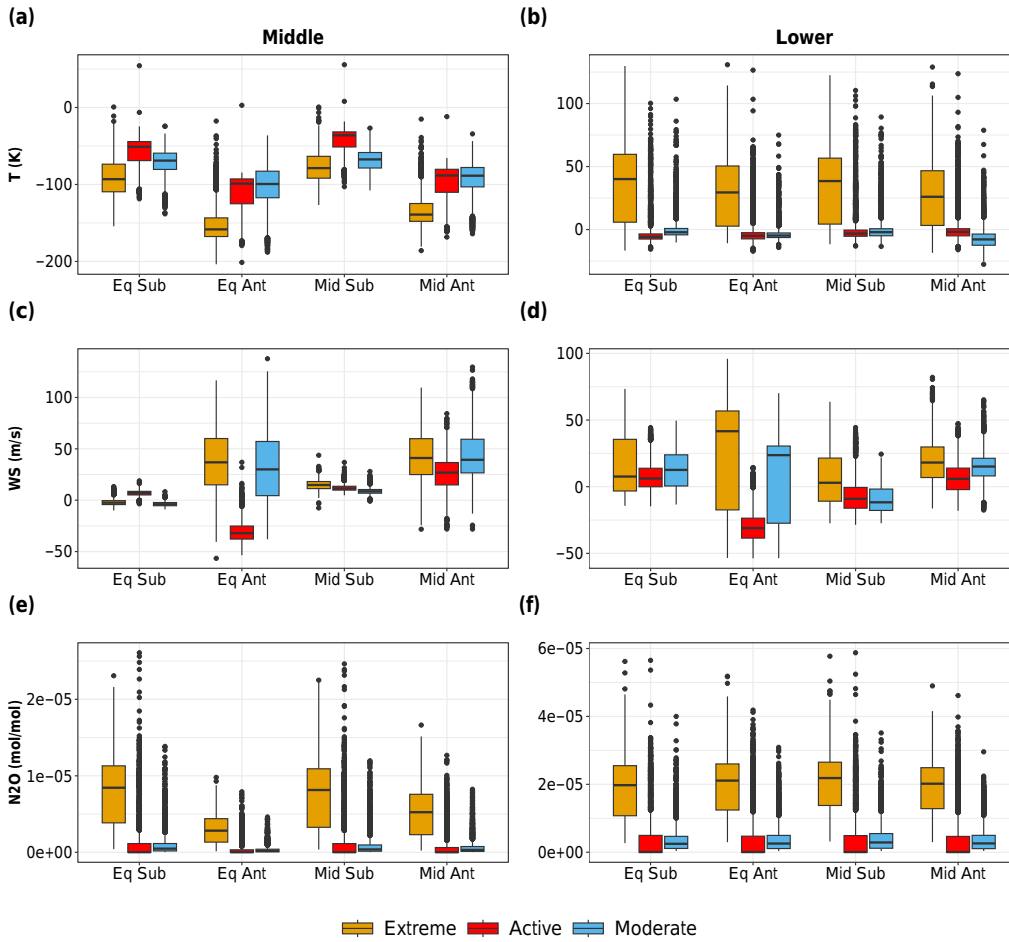 (a)
(b)
Middle
Lower
T (K)
0
−50
−100
−150
−200
100
50
0
Eq Sub
Eq Ant
Mid Sub
Mid Ant
Eq Sub
Eq Ant
Mid Sub
Mid Ant
(c)
(d)
WS (m/s)
100
50
0
−50
100
50
0
−50
Eq Sub
Eq Ant
Mid Sub
Mid Ant
Eq Sub
Eq Ant
Mid Sub
Mid Ant
(e)
(f)
N2O (mol/mol)
2e−05
1e−05
0e+00
6e−05
4e−05
2e−05
0e+00
Eq Sub
Eq Ant
Mid Sub
Mid Ant
Eq Sub
Eq Ant
Mid Sub
Mid Ant
Extreme
Active
Moderate